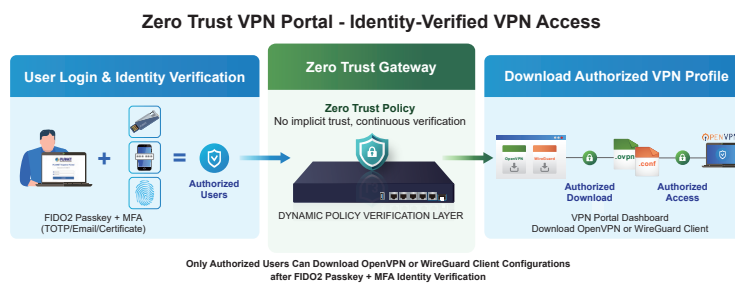 Zero Trust VPN Portal - Identity-Verified VPN Access
User Login & Identity Verification
FIDO2 Passkey + MFA
(TOTP/Email/Certificate)
Authorized
Users
Zero Trust Gateway
Zero Trust Policy
No implicit trust, continuous verification
DYNAMIC POLICY VERIFICATION LAYER
Download Authorized VPN Profile
OpenVPN
WireGuard
.ovpn
.conf
OPENVPN
Authorized
Download
Authorized
Access
VPN Portal Dashboard
Download OpenVPN or WireGuard Client
Only Authorized Users Can Download OpenVPN or WireGuard Client Configurations
after FIDO2 Passkey + MFA Identity Verification